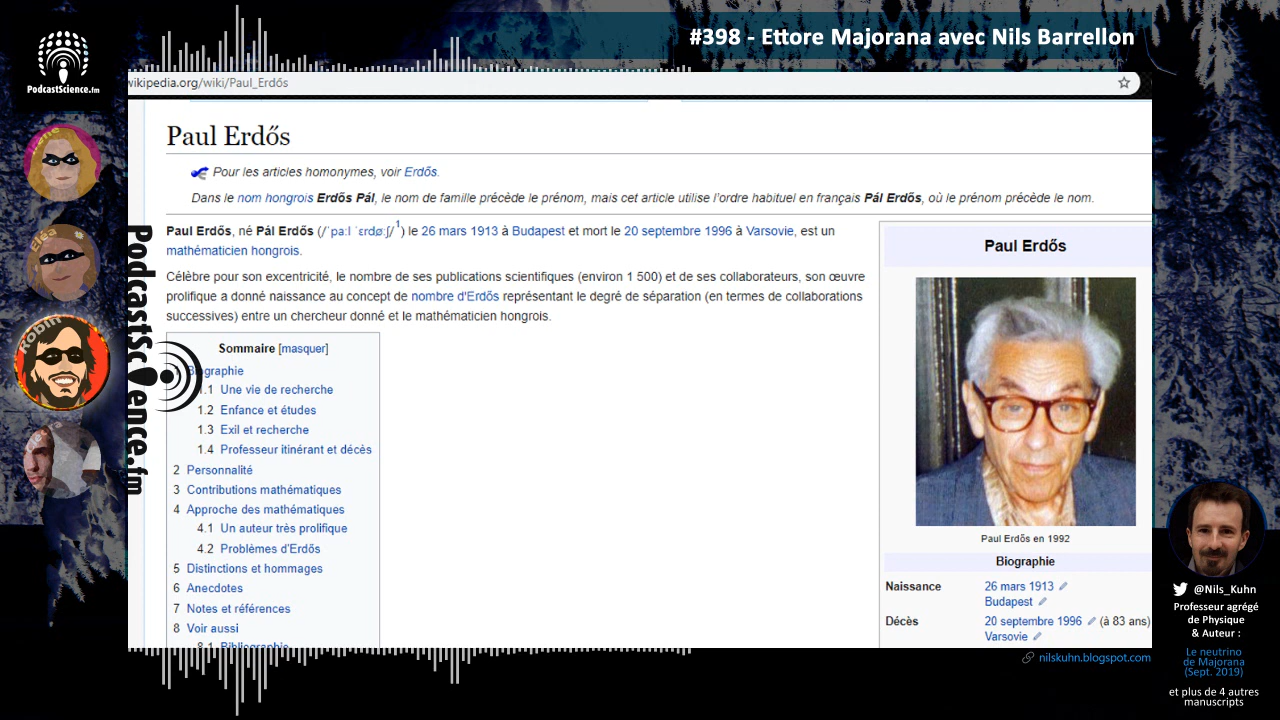 #398 - Ettore Majorana avec Nils Barrellon
PodcastScience.fm
wikipedia.org/wiki/Paul_Erdős
Paul Erdős
Pour les articles homonymes, voir Erdős.
Dans le nom hongrois Erdős Pál, le nom de famille précède le prénom, mais cet article utilise l'ordre habituel en français Pál Erdős, où le prénom précède le nom.
Paul Erdős, né Pál Erdős (/ˈpaːl ˈɛrdøːʃ/1) le 26 mars 1913 à Budapest et mort le 20 septembre 1996 à Varsovie, est un
mathématicien hongrois.
Célèbre pour son excentricité, le nombre de ses publications scientifiques (environ 1 500) et de ses collaborateurs, son œuvre
prolifique a donné naissance au concept de nombre d'Erdős représentant le degré de séparation (en termes de collaborations
successives) entre un chercheur donné et le mathématicien hongrois.
Sommaire [masquer]
Biographie
1.1 Une vie de recherche
1.2 Enfance et études
1.3 Exil et recherche
1.4 Professeur itinérant et décès
2 Personnalité
3 Contributions mathématiques
4 Approche des mathématiques
4.1 Un auteur très prolifique
4.2 Problèmes d'Erdős
5 Distinctions et hommages
6 Anecdotes
7 Notes et références
8 Voir aussi
8.1 Bibliographie
Paul Erdős
Paul Erdős en 1992
Biographie
Naissance 26 mars 1913
Budapest
Décès 20 septembre 1996 (à 83 ans)
Varsovie
Robin
PodcastScience.fm
@Nils_Kuhn
Professeur agrégé
de Physique
& Auteur :
Le neutrino
de Majorana
(Sept. 2019)
et plus de 4 autres
manuscripts
nilskuhn.blogspot.com